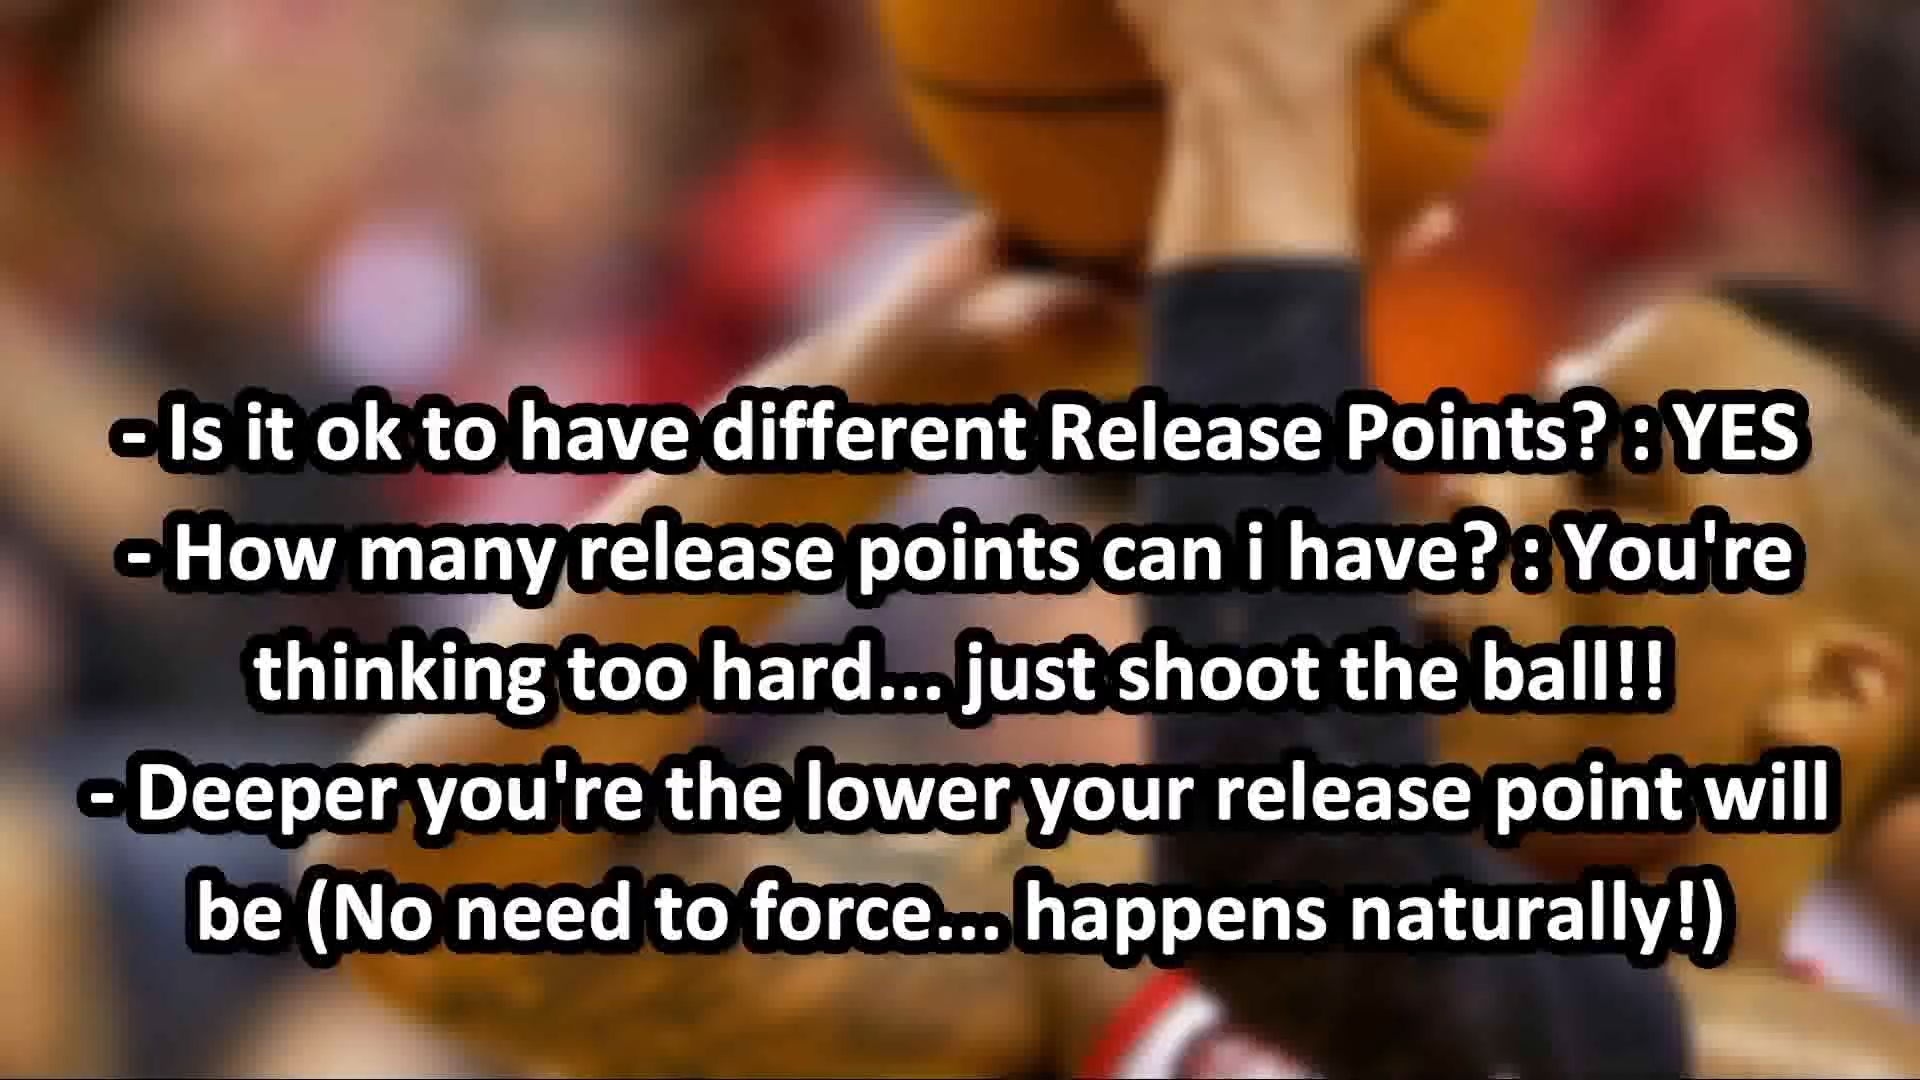 - Is it ok to have different Release Points? : YES
- How many release points can i have? : You're
thinking too hard... just shoot the ball!!
- Deeper you're the lower your release point will
be (No need to force... happens naturally!)